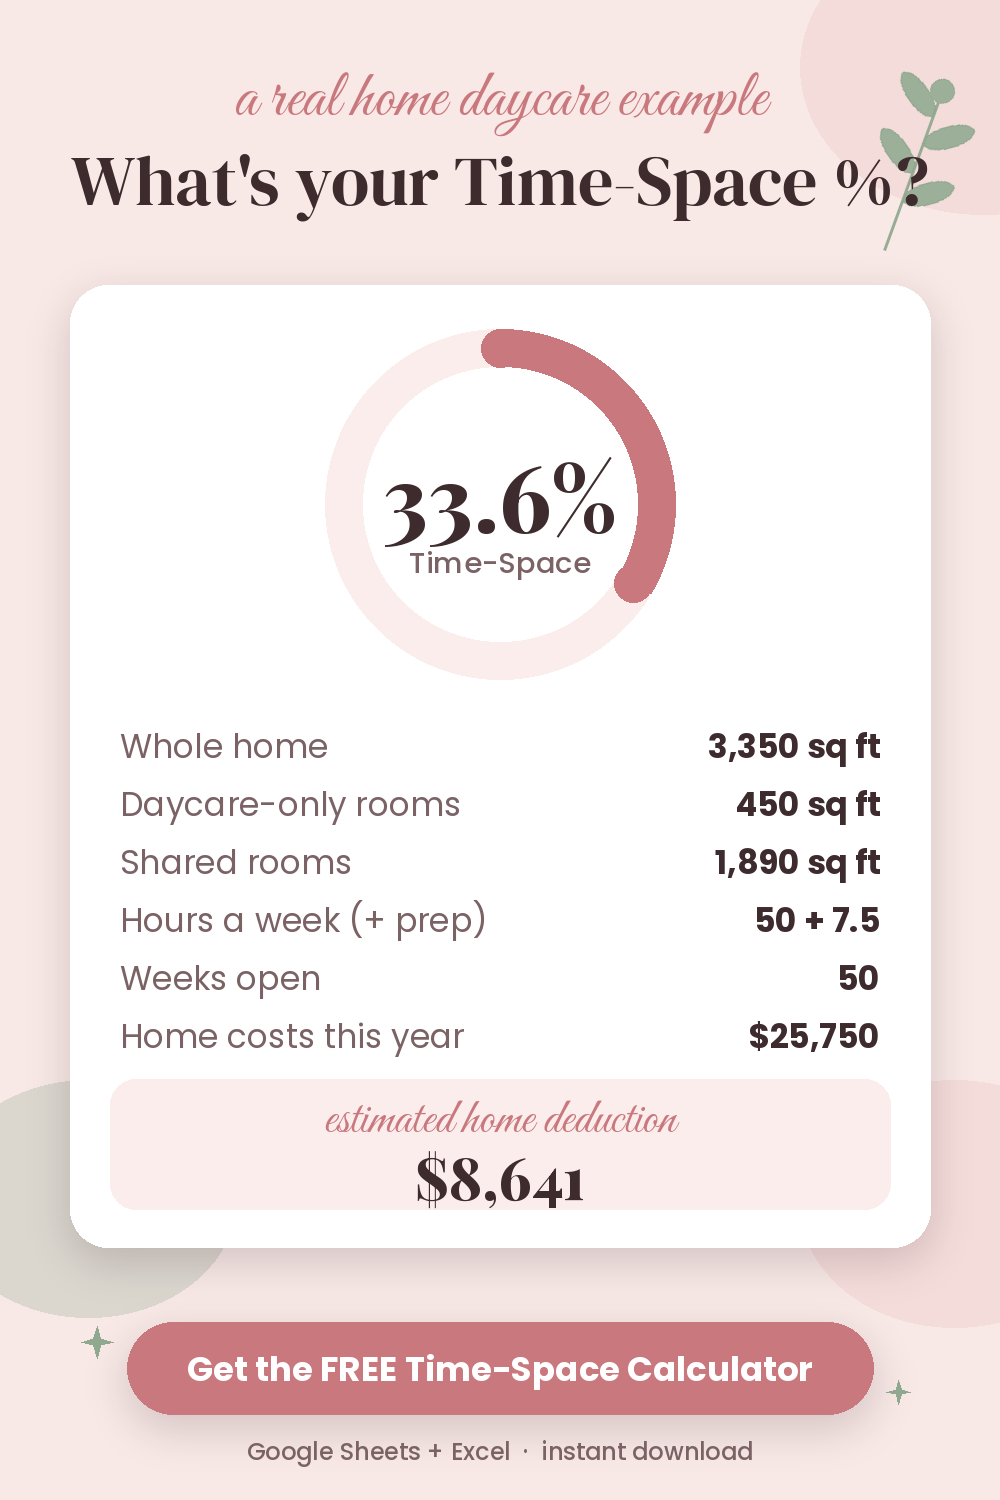 a real home daycare example
What's your Time-Space %?
33.6%
Time-Space
Whole home 3,350 sq ft
Daycare-only rooms 450 sq ft
Shared rooms 1,890 sq ft
Hours a week (+ prep) 50 + 7.5
Weeks open 50
Home costs this year $25,750
estimated home deduction
$8,641
Get the FREE Time-Space Calculator
Google Sheets + Excel · instant download